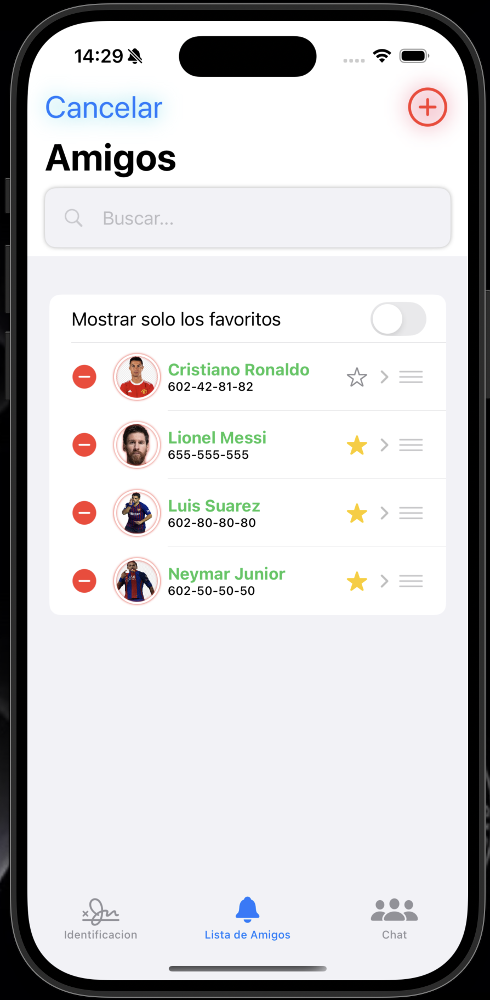 14:29
Cancelar
Amigos
Buscar...
Mostrar solo los favoritos
Cristiano Ronaldo
602-42-81-82
Lionel Messi
655-555-555
Luis Suarez
602-80-80-80
Neymar Junior
602-50-50-50
Identificacion
Lista de Amigos
Chat